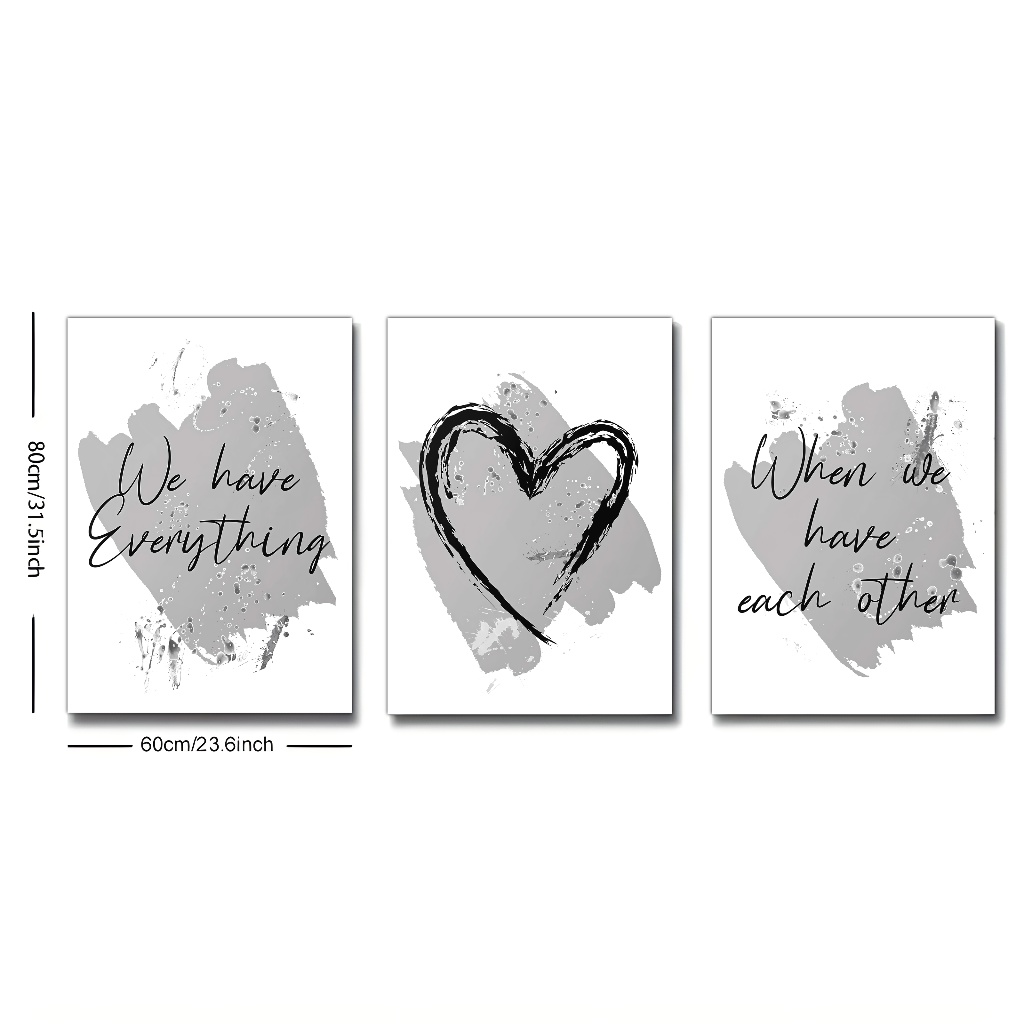 We have
Everything
When we
have
each other
80cm/31.5inch
60cm/23.6inch